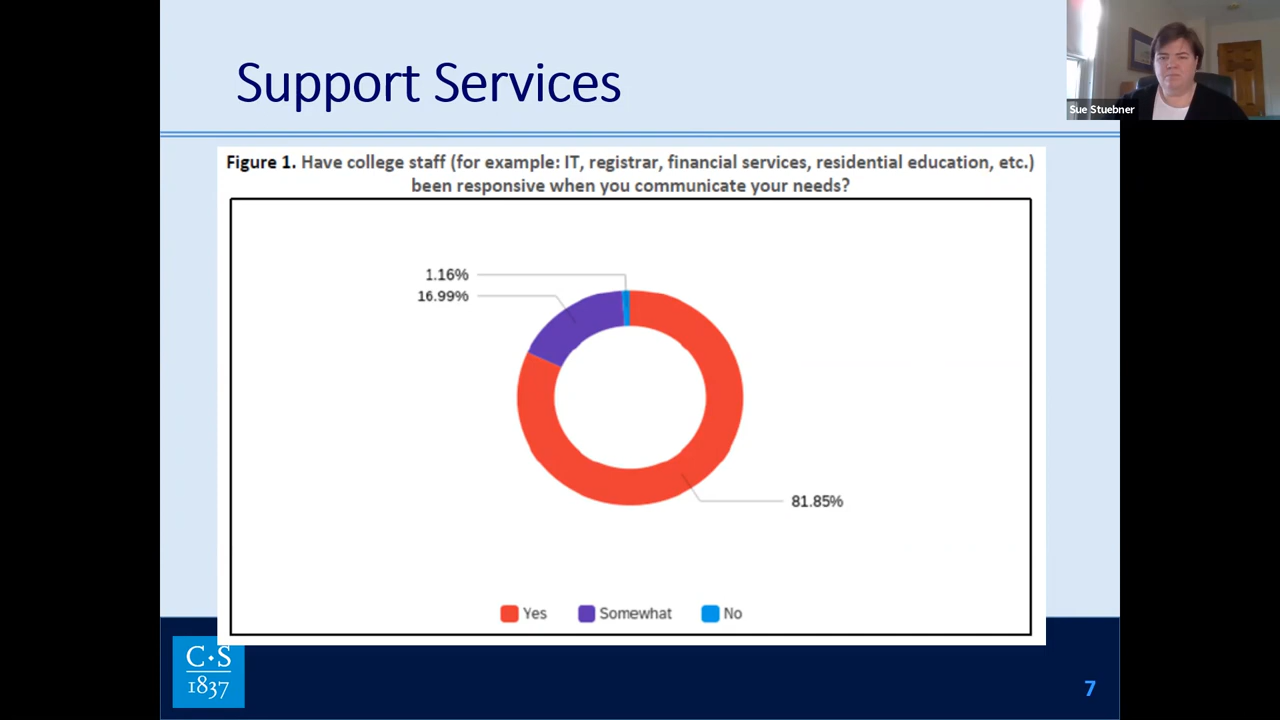 Support Services
Sue Stuebner
Figure 1. Have college staff (for example: IT, registrar, financial services, residential education, etc.)
been responsive when you communicate your needs?
1.16%
16.99%
81.85%
Yes Somewhat No
C·S
1837
7